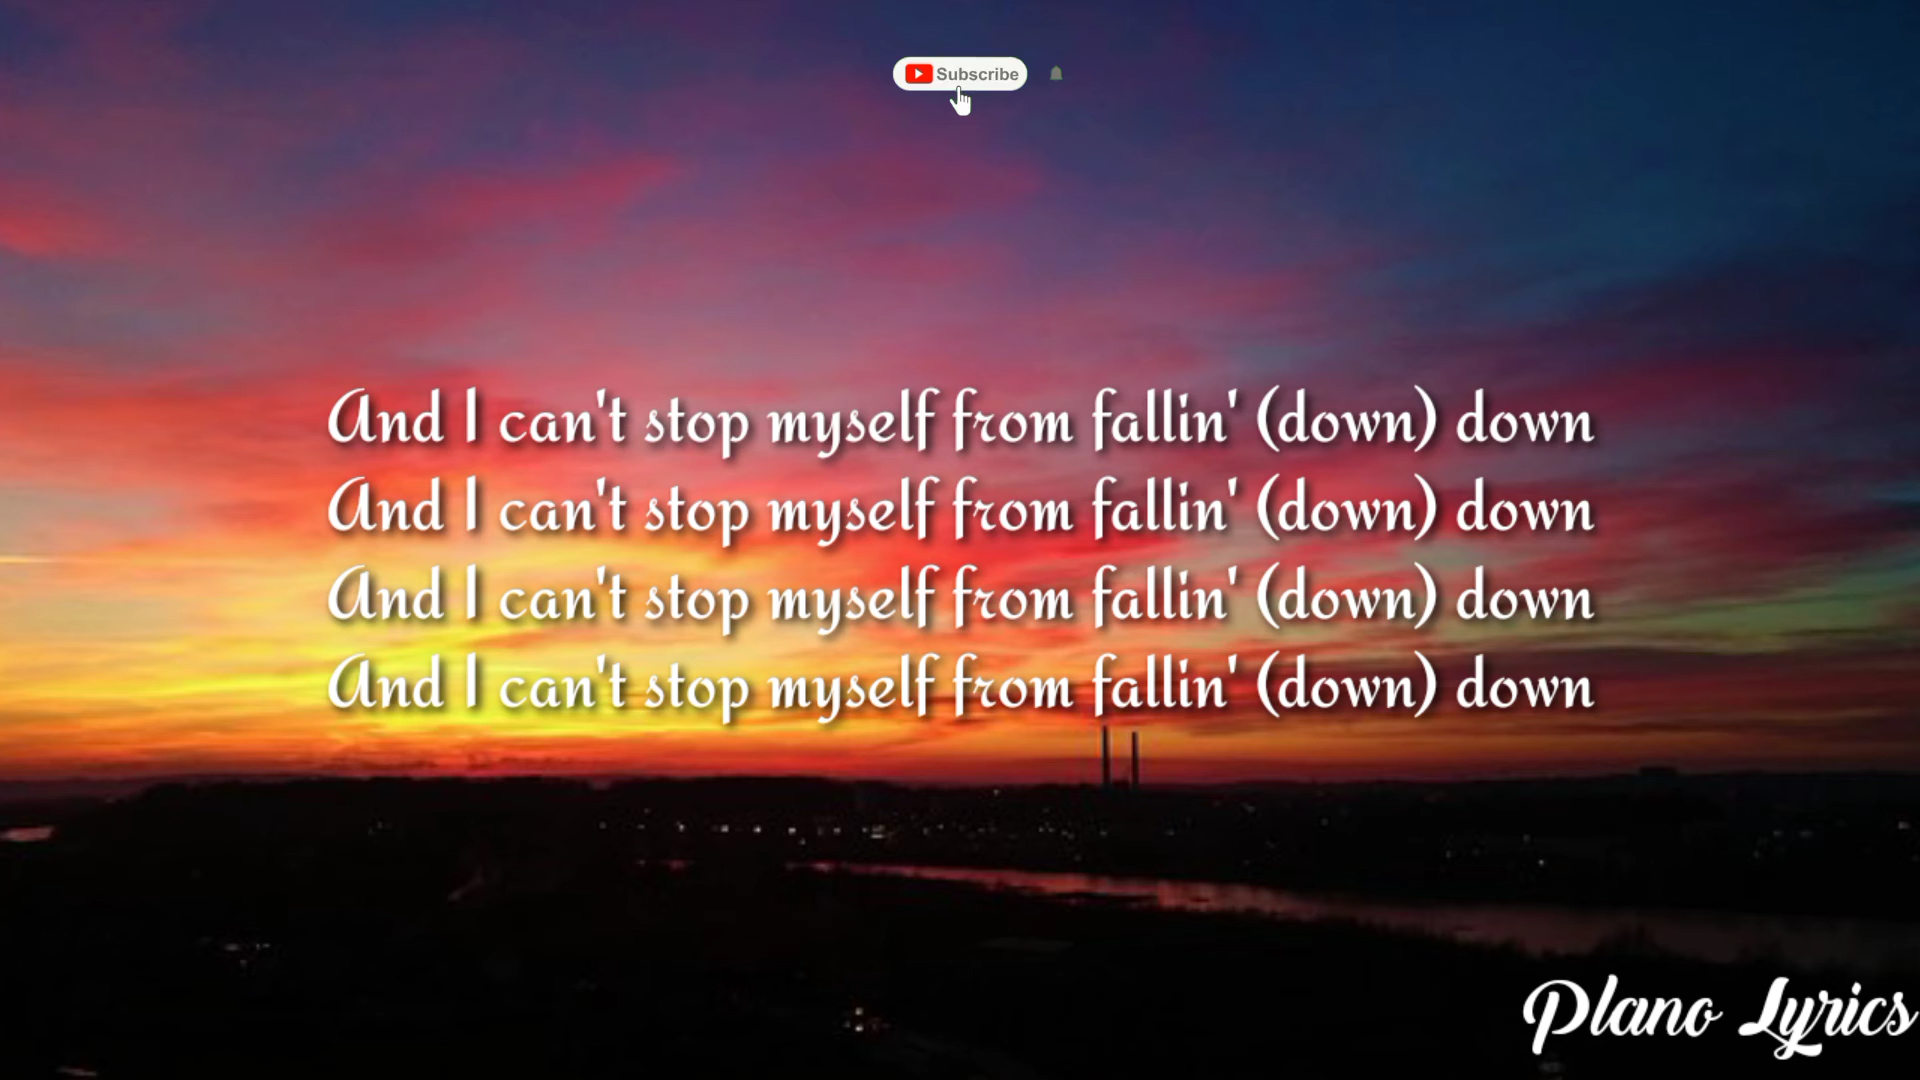 Subscribe
And I can't stop myself from fallin' (down) down
And I can't stop myself from fallin' (down) down
And I can't stop myself from fallin' (down) down
And I can't stop myself from fallin' (down) down
Plano Lyrics